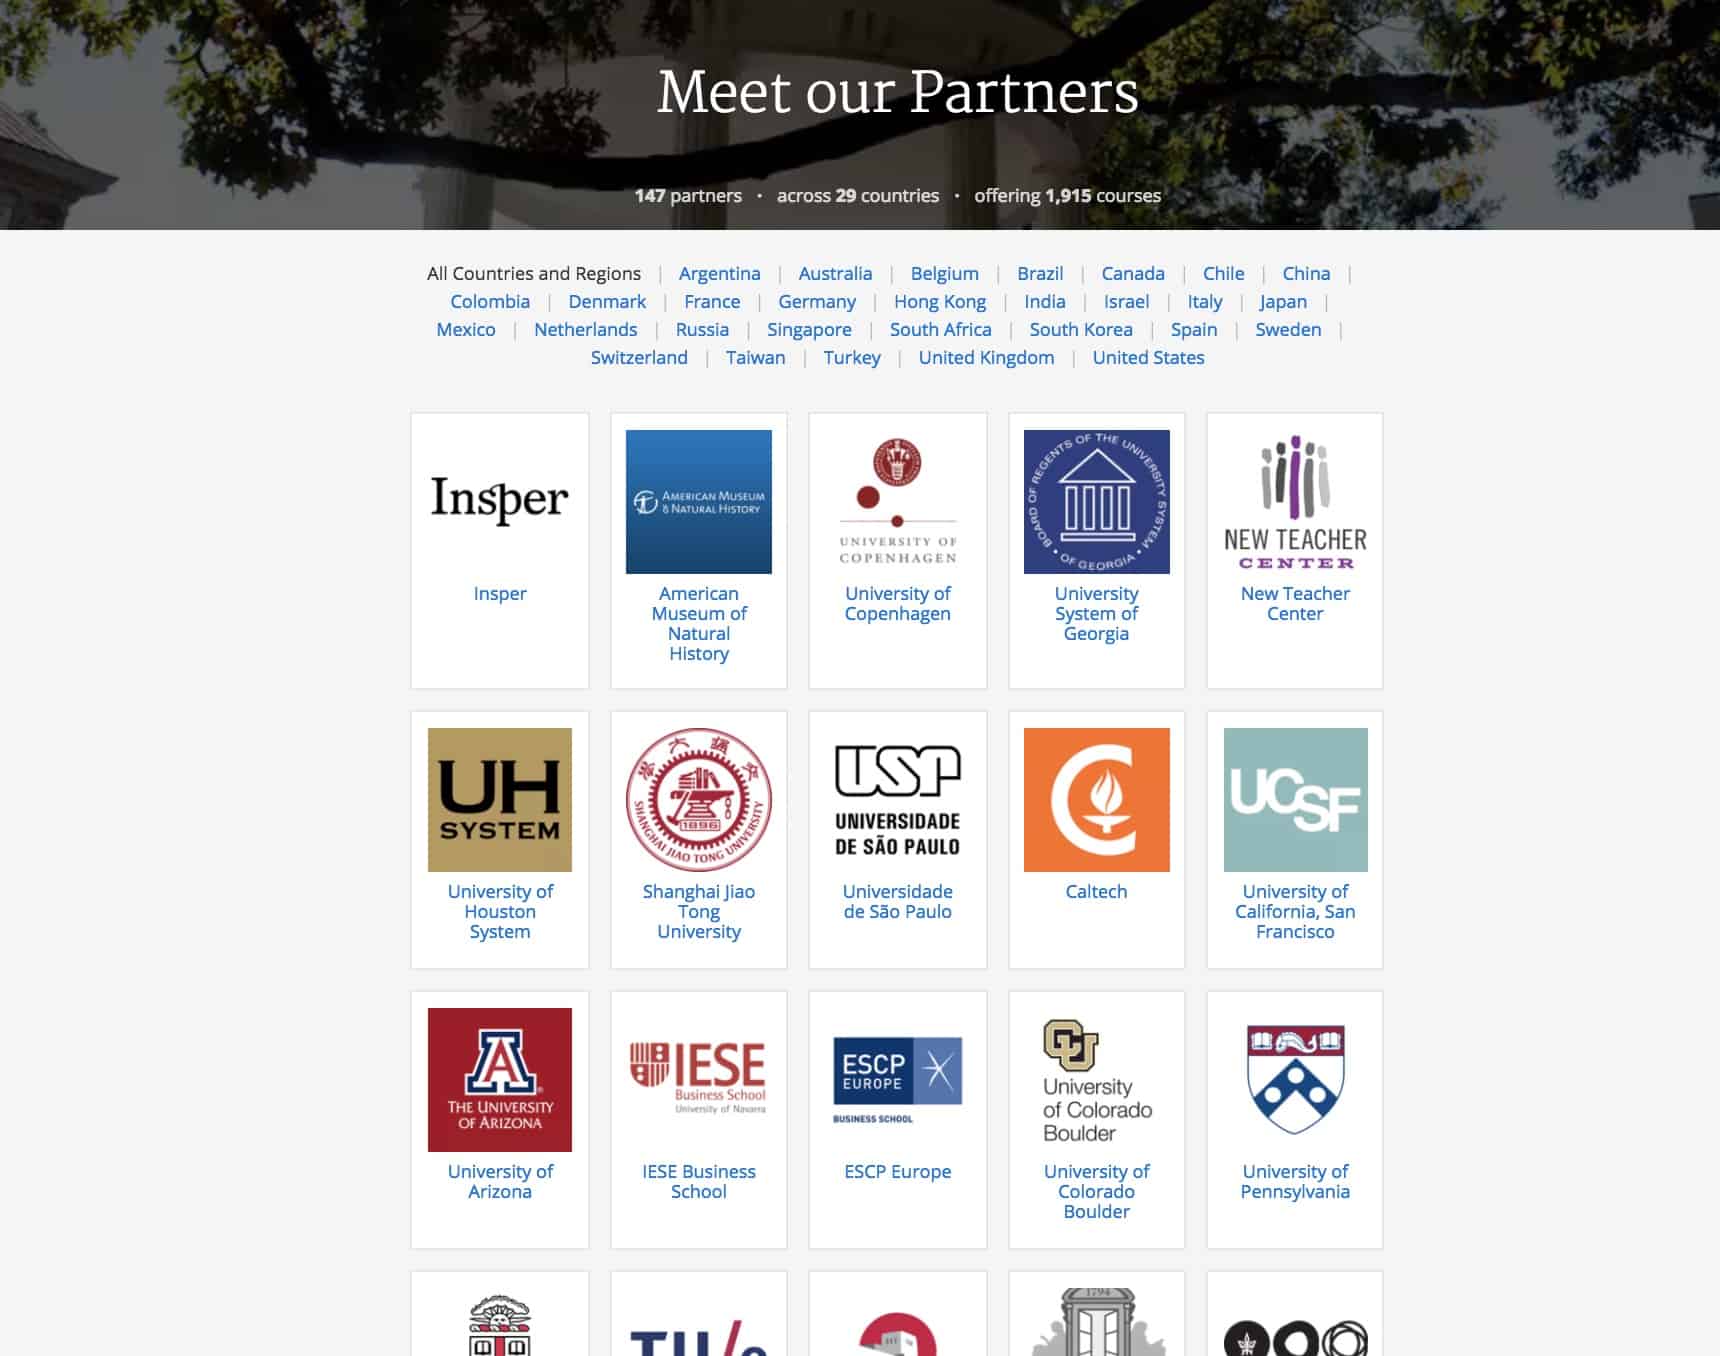 Meet our Partners
147 partners • across 29 countries • offering 1,915 courses
All Countries and Regions | Argentina | Australia | Belgium | Brazil | Canada | Chile | China |
Colombia | Denmark | France | Germany | Hong Kong | India | Israel | Italy | Japan |
Mexico | Netherlands | Russia | Singapore | South Africa | South Korea | Spain | Sweden |
Switzerland | Taiwan | Turkey | United Kingdom | United States
Insper
Insper
AMERICAN MUSEUM
& NATURAL HISTORY
American
Museum of
Natural
History
UNIVERSITY OF
COPENHAGEN
University of
Copenhagen
BOARD OF REGENTS OF THE UNIVERSITY SYSTEM
• OF GEORGIA •
University
System of
Georgia
NEW TEACHER
CENTER
New Teacher
Center
UH
SYSTEM
University of
Houston
System
1896
SHANGHAI JIAO TONG UNIVERSITY
Shanghai Jiao
Tong
University
USP
UNIVERSIDADE
DE SÃO PAULO
Universidade
de São Paulo
Caltech
UCSF
University of
California, San
Francisco
A
THE UNIVERSITY
OF ARIZONA
University of
Arizona
IESE
Business School
University of Navarra
IESE Business
School
ESCP
EUROPE
BUSINESS SCHOOL
ESCP Europe
CU
University
of Colorado
Boulder
University of
Colorado
Boulder
University of
Pennsylvania
TU/e
1794